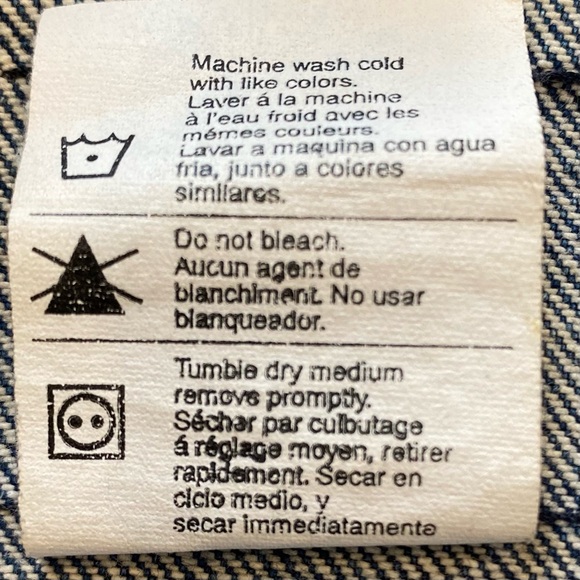 Machine wash cold
with like colors.
Laver á la machine
à l'eau froid avec les
mémes couleurs.
Lavar a maquina con agua
fria, junto a colores
similares.
Do not bleach.
Aucun agent de
blanchiment. No usar
blanqueador.
Tumble dry medium
remove promptly.
Séchar par culbutage
á réglage moyen, retirer
rapidement. Secar en
ciclo medio, y
secar immediatamente